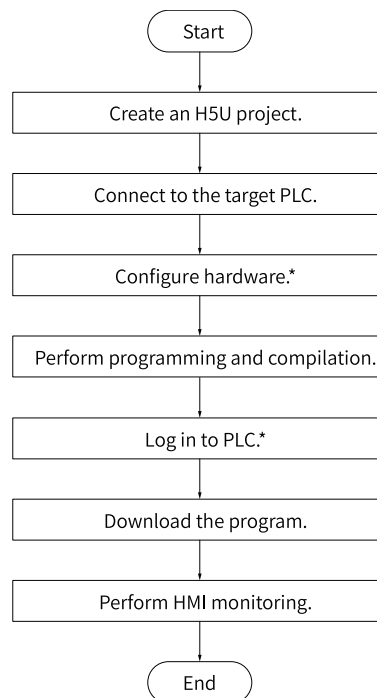 Start
Create an H5U project.
Connect to the target PLC.
Configure hardware.*
Perform programming and compilation.
Log in to PLC.*
Download the program.
Perform HMI monitoring.
End